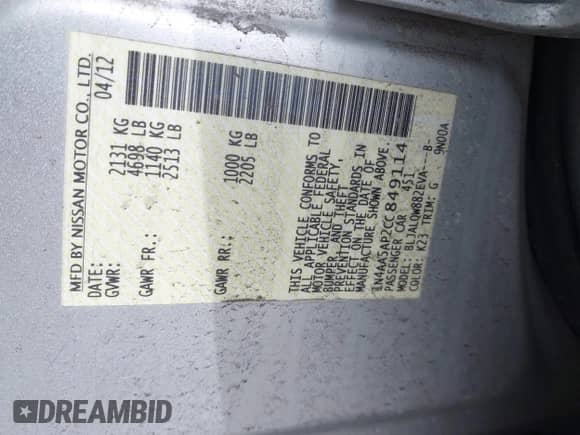 MFD BY NISSAN MOTOR CO., LTD.
DATE: 04/12
GVWR: 2131 KG
4698 LB
GAWR FR: 1140 KG
2513 LB
GAWR RR: 1000 KG
2205 LB
THIS VEHICLE CONFORMS TO
ALL APPLICABLE FEDERAL
MOTOR VEHICLE SAFETY,
BUMPER, AND THEFT
PREVENTION STANDARDS IN
EFFECT ON THE DATE OF
MANUFACTURE SHOWN ABOVE.
1N4AA5AP2CC849114
PASSENGER CAR
MODEL: BLJALOW882EVA---B-
COLOR: K23 TRIM: G 9N00A
DREAMBID